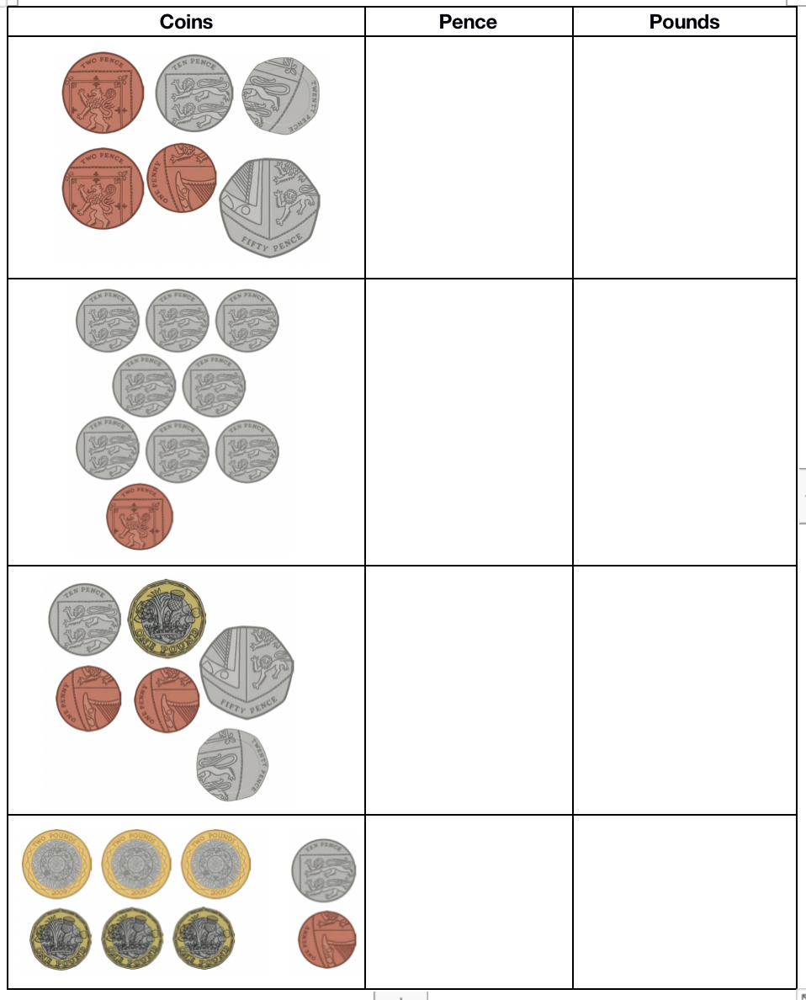 Coins Pence Pounds
TWO PENCE TEN PENCE TWENTY PENCE
TWO PENCE ONE PENNY FIFTY PENCE
TEN PENCE TEN PENCE TEN PENCE
TEN PENCE TEN PENCE
TEN PENCE TEN PENCE TEN PENCE
TWO PENCE
TEN PENCE ONE POUND
FIFTY PENCE
ONE PENNY ONE PENNY
TWENTY PENCE
TWO POUNDS TWO POUNDS TWO POUNDS TEN PENCE
2009 2009 2009
ONE POUND ONE POUND ONE POUND PENNY